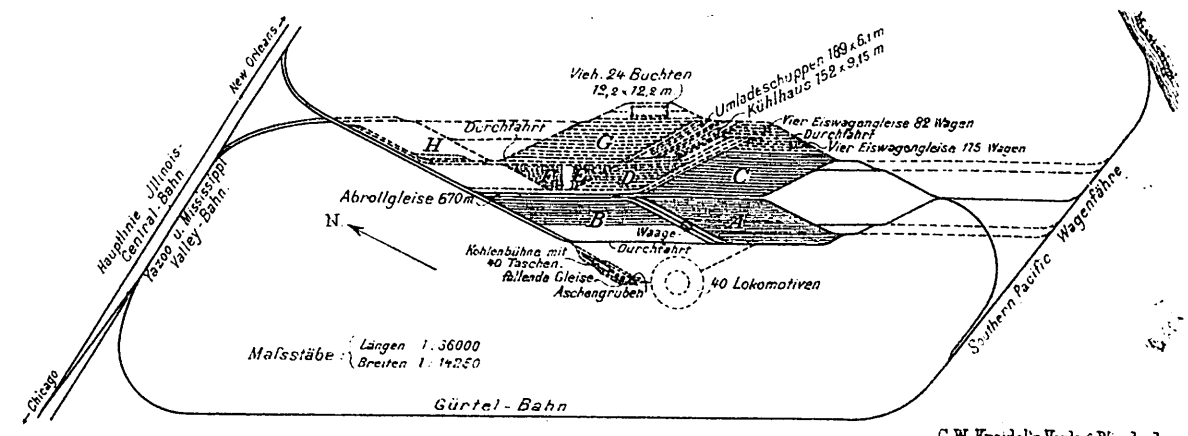 New Orleans
Mississippi
Vieh. 24 Buchten
12,2 x 12,2 m
Umladeschuppen 189 x 6,1 m
Kühlhaus 152 x 9,15 m
Vier Eiswagengleise 82 Wagen
Durchfahrt
Vier Eiswagengleise 175 Wagen
Durchfahrt
H
G
F
E
D
C
Hauptlinie Jllinois-
Central-Bahn
Yazoo u. Mississippi
Valley-Bahn.
Abrollgleise 670 m
B
A
N.
Waage
Durchfahrt
Kohlenbühne mit
40 Taschen.
fallende Gleise
Aschengruben
40 Lokomotiven
Southern Pacific Wagenfähre
Maſsstäbe: Längen 1:36000
Breiten 1:14250
Chicago
Gürtel-Bahn